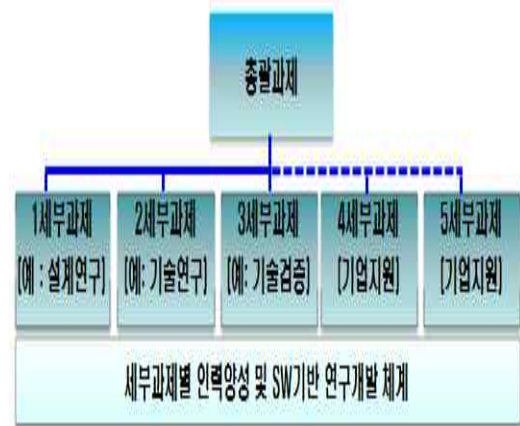 총괄과제
1세부과제
(예 : 설계연구)
2세부과제
(예: 기술연구)
3세부과제
(예: 기술검증)
4세부과제
(기업지원)
5세부과제
(기업지원)
세부과제별 인력양성 및 SW기반 연구개발 체계